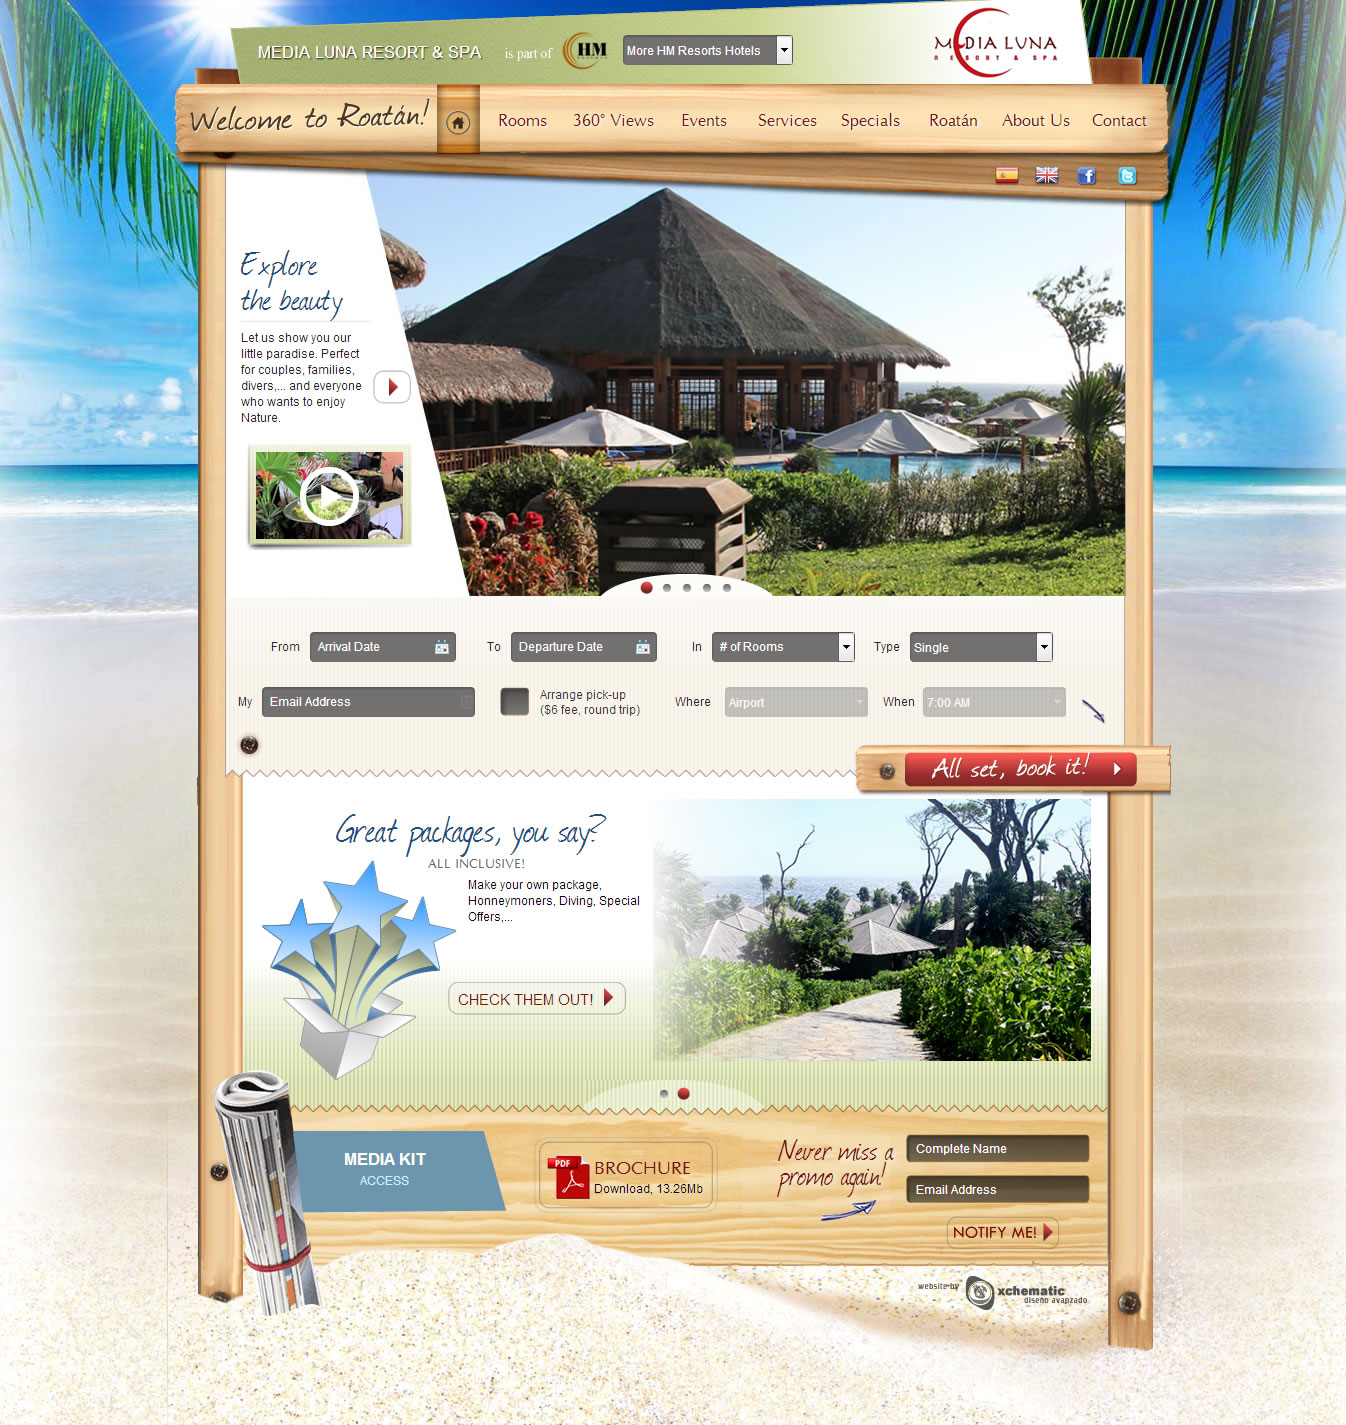 MEDIA LUNA RESORT & SPA
is part of
HM
RESORTS
More HM Resorts Hotels
MEDIA LUNA
RESORT & SPA
Welcome to Roatán!
Rooms
360° Views
Events
Services
Specials
Roatán
About Us
Contact
Explore
the beauty
Let us show you our
little paradise. Perfect
for couples, families,
divers,... and everyone
who wants to enjoy
Nature.
From
Arrival Date
To
Departure Date
In
# of Rooms
Type
Single
My
Email Address
Arrange pick-up
($6 fee, round trip)
Where
Airport
When
7:00 AM
All set, book it!
Great packages, you say?
ALL INCLUSIVE!
Make your own package,
Honneymoners, Diving, Special
Offers,...
CHECK THEM OUT!
MEDIA KIT
ACCESS
PDF
BROCHURE
Download, 13.26Mb
Never miss a
promo again!
Complete Name
Email Address
NOTIFY ME!
website by
xchematic
diseño avanzado